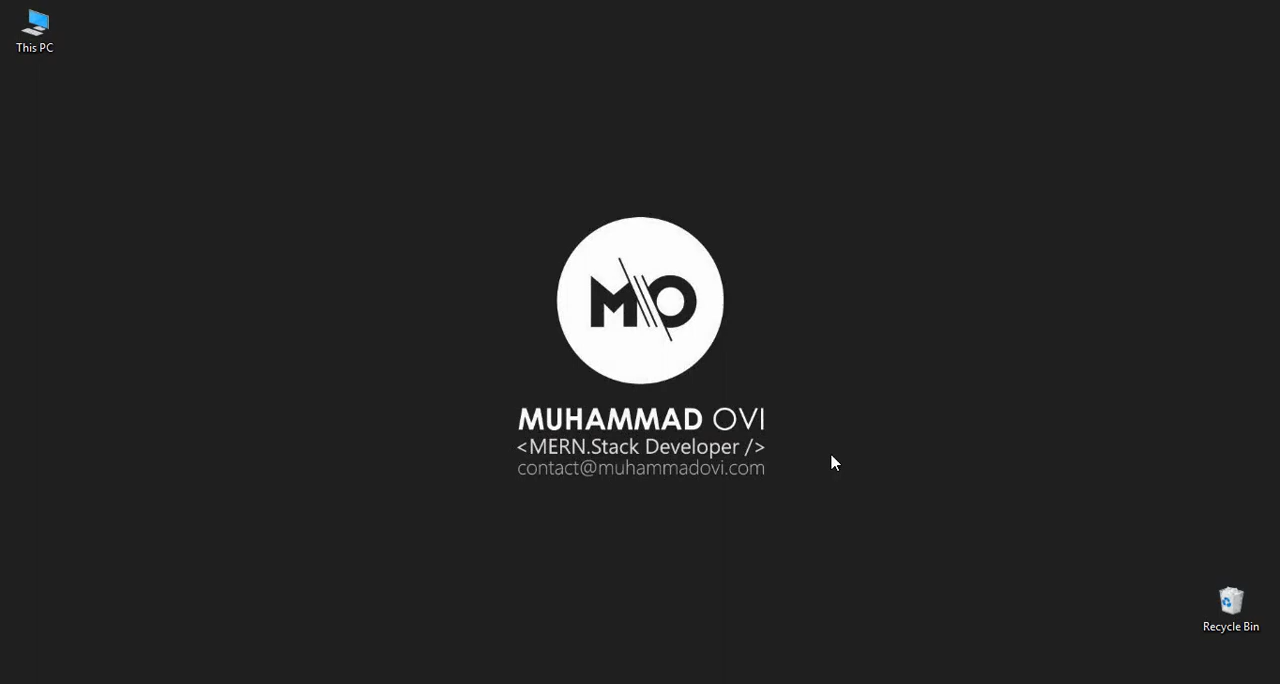 This PC
MO
MUHAMMAD OVI
<MERN.Stack Developer />
contact@muhammadovi.com
Recycle Bin